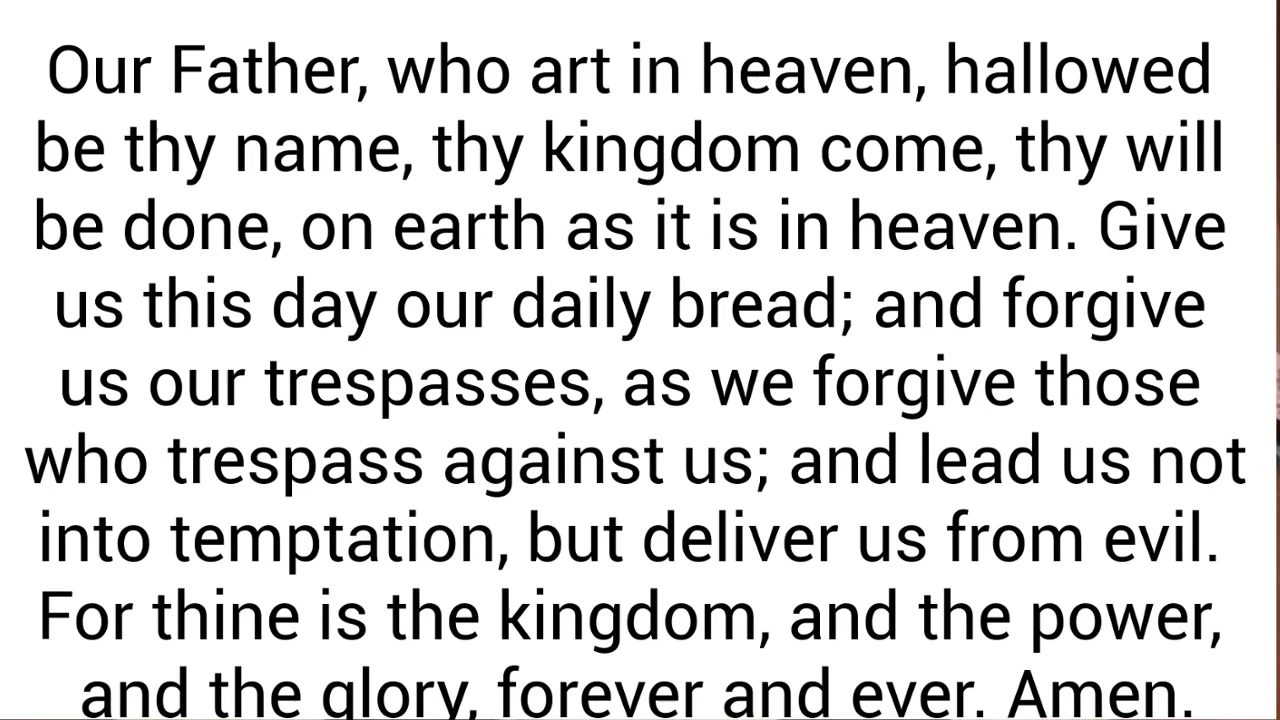 Our Father, who art in heaven, hallowed
be thy name, thy kingdom come, thy will
be done, on earth as it is in heaven. Give
us this day our daily bread; and forgive
us our trespasses, as we forgive those
who trespass against us; and lead us not
into temptation, but deliver us from evil.
For thine is the kingdom, and the power,
and the glory, forever and ever. Amen.